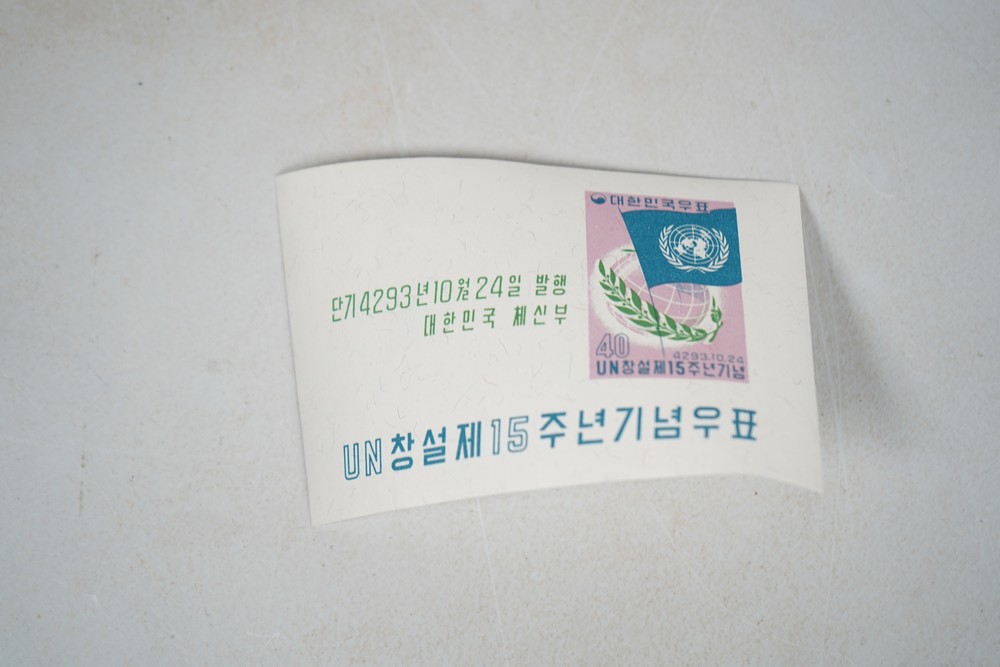 단기4293년10월24일 발행
대한민국 체신부
대한민국우표
40
4293.10.24
UN창설제15주년기념
UN창설제15주년기념우표